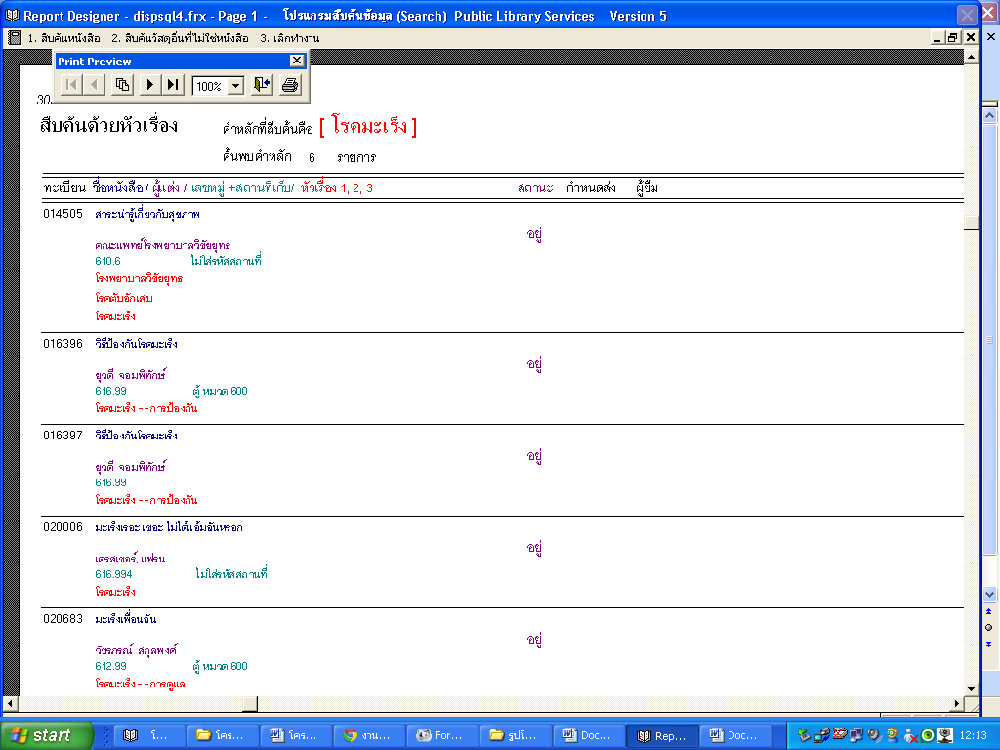 Report Designer - dispsql4.frx - Page 1 - โปรแกรมสืบค้นข้อมูล (Search) Public Library Services Version 5
1. สืบค้นหนังสือ 2. สืบค้นวัสดุอื่นที่ไม่ใช่หนังสือ 3. เลิกทำงาน
Print Preview
100%
สืบค้นด้วยหัวเรื่อง คำหลักที่สืบค้นคือ [ โรคมะเร็ง ]
ค้นพบคำหลัก 6 รายการ
ทะเบียน ชื่อหนังสือ / ผู้แต่ง / เลขหมู่ +สถานที่เก็บ/ หัวเรื่อง 1, 2, 3 สถานะ กำหนดส่ง ผู้ยืม
014505 สาระน่ารู้เกี่ยวกับสุขภาพ
อยู่
คณะแพทย์โรงพยาบาลวิชัยยุทธ
610.6 ไม่ใส่รหัสสถานที่
โรงพยาบาลวิชัยยุทธ
โรคตับอักเสบ
โรคมะเร็ง
016396 วิธีป้องกันโรคมะเร็ง
อยู่
ยุวดี จอมพิทักษ์
616.99 ตู้ หมวด 600
โรคมะเร็ง --การป้องกัน
016397 วิธีป้องกันโรคมะเร็ง
อยู่
ยุวดี จอมพิทักษ์
616.99
โรคมะเร็ง --การป้องกัน
020006 มะเร็งเรอะ เชอะ ไม่ได้แอ้มฉันหรอก
อยู่
เครสเชอร์, แฟรน
616.994 ไม่ใส่รหัสสถานที่
โรคมะเร็ง
020683 มะเร็งเพื่อนฉัน
อยู่
วัชรภรณ์ สกุลพงศ์
612.99 ตู้ หมวด 600
โรคมะเร็ง --การดูแล
start โ... โคร... โคร... งาน... For... รูปโ... Doc... Rep... Doc... 12:13